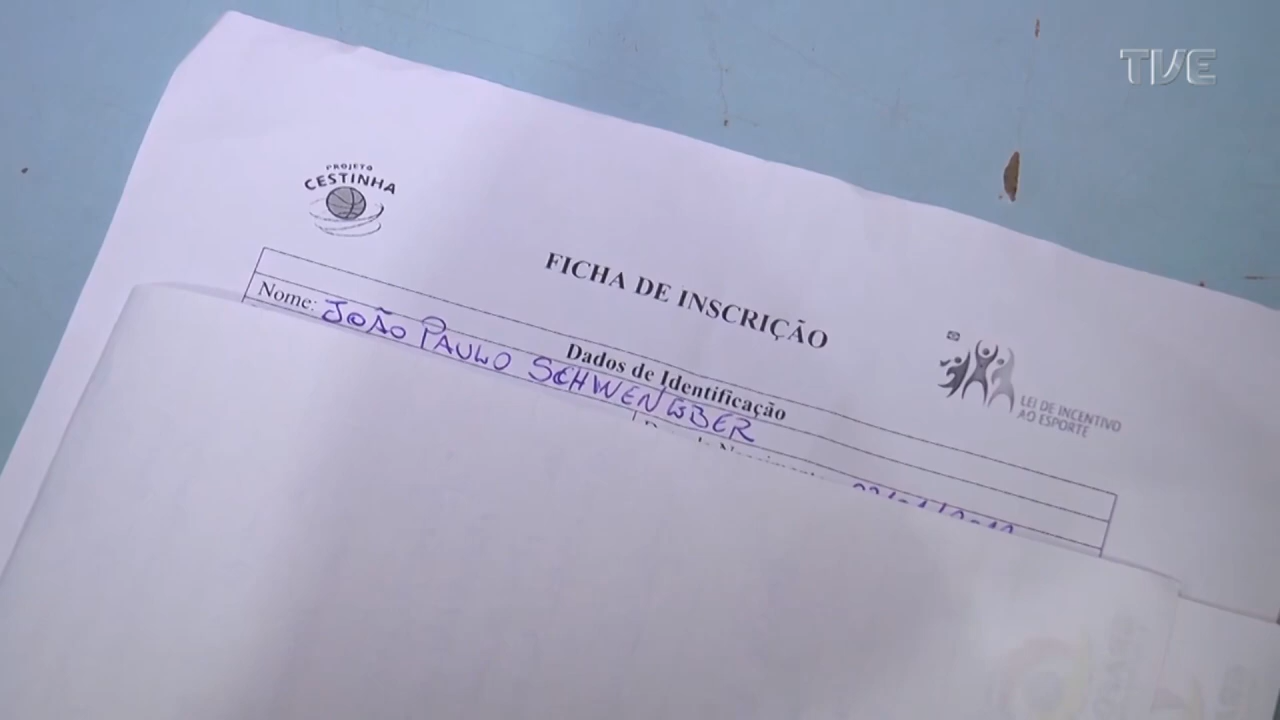 TVE
PROJETO
CESTINHA
FICHA DE INSCRIÇÃO
LEI DE INCENTIVO
AO ESPORTE
Dados de Identificação
Nome: JOÃO PAULO SCHWENGBER